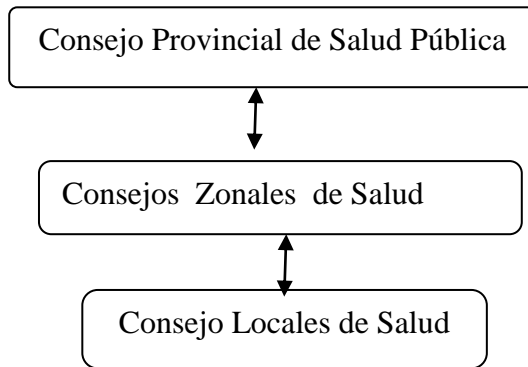 Consejo Provincial de Salud Pública
Consejos Zonales de Salud
Consejo Locales de Salud